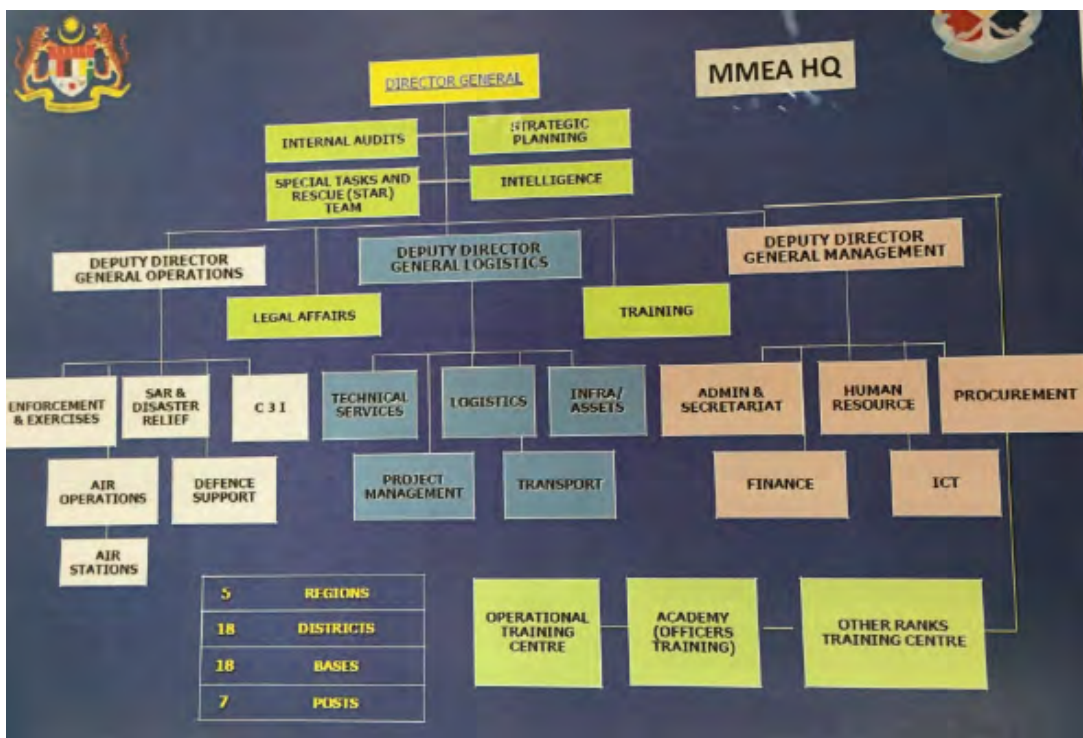 MMEA HQ
DIRECTOR GENERAL
INTERNAL AUDITS
STRATEGIC
PLANNING
SPECIAL TASKS AND
RESCUE (STAR)
TEAM
INTELLIGENCE
DEPUTY DIRECTOR
GENERAL OPERATIONS
DEPUTY DIRECTOR
GENERAL LOGISTICS
DEPUTY DIRECTOR
GENERAL MANAGEMENT
LEGAL AFFAIRS
TRAINING
ENFORCEMENT
& EXERCISES
SAR &
DISASTER
RELIEF
C 3 I
TECHNICAL
SERVICES
LOGISTICS
INFRA/
ASSETS
ADMIN &
SECRETARIAT
HUMAN
RESOURCE
PROCUREMENT
AIR
OPERATIONS
DEFENCE
SUPPORT
PROJECT
MANAGEMENT
TRANSPORT
FINANCE
ICT
AIR
STATIONS
5 REGIONS
18 DISTRICTS
18 BASES
7 POSTS
OPERATIONAL
TRAINING
CENTRE
ACADEMY
(OFFICERS
TRAINING)
OTHER RANKS
TRAINING CENTRE